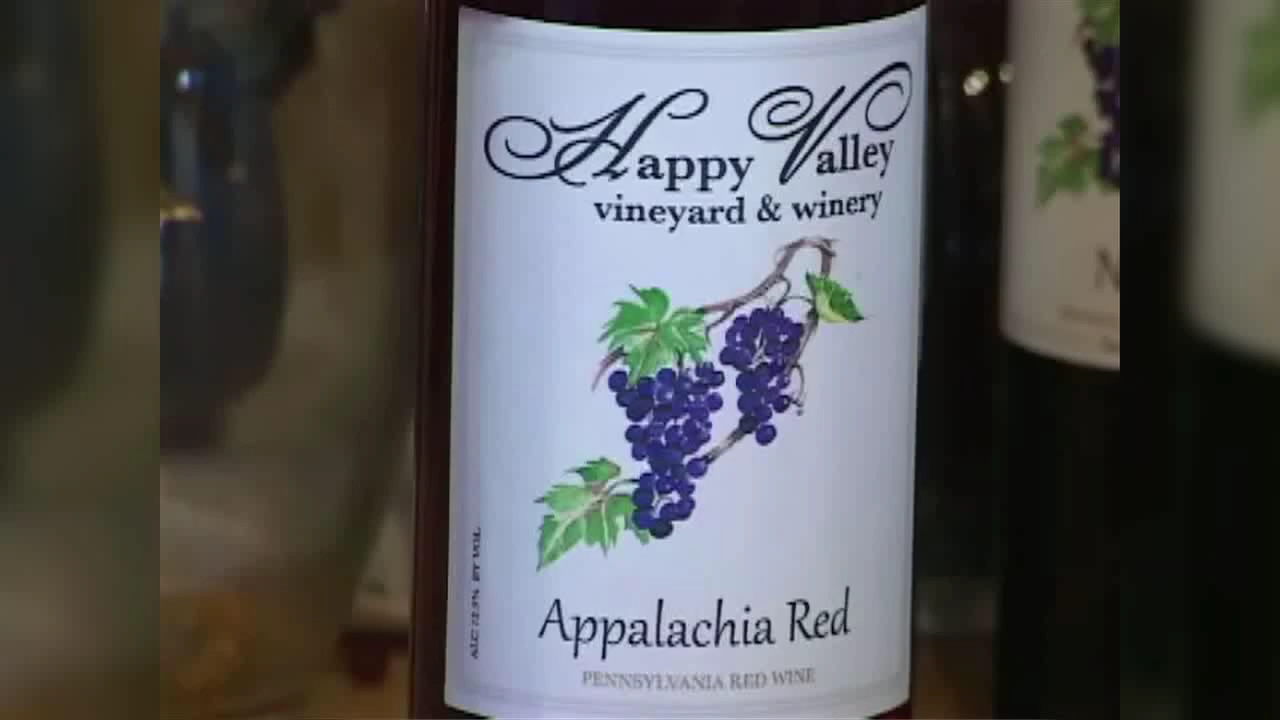 Happy Valley
vineyard & winery
Appalachia Red
PENNSYLVANIA RED WINE